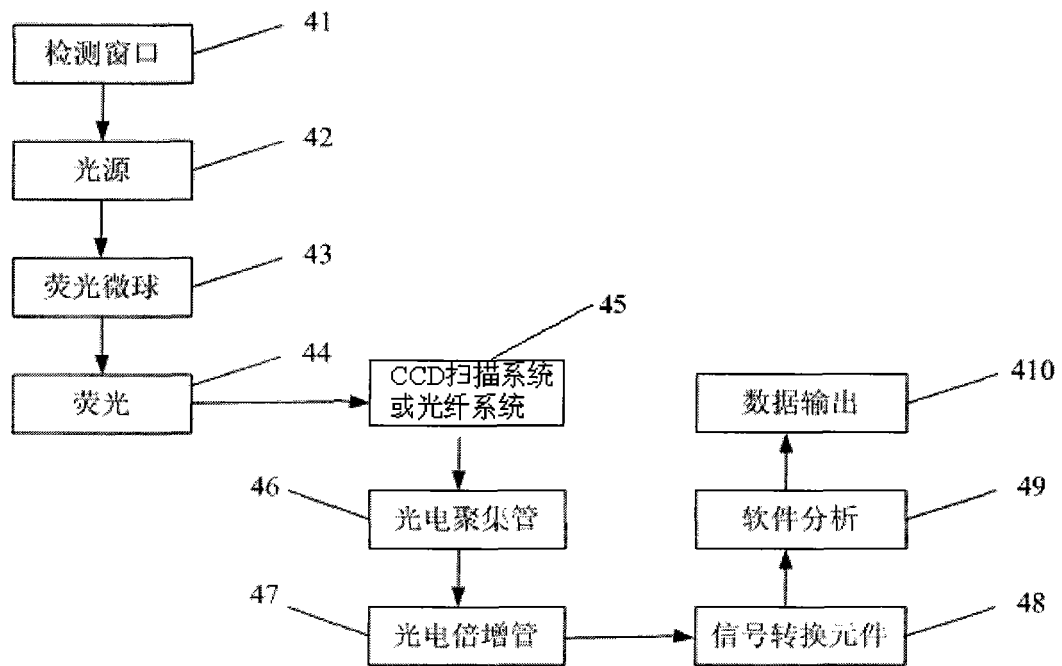 检测窗口
41
光源
42
荧光微球
43
荧光
44
CCD扫描系统
或光纤系统
45
光电聚集管
46
光电倍增管
47
信号转换元件
48
软件分析
49
数据输出
410